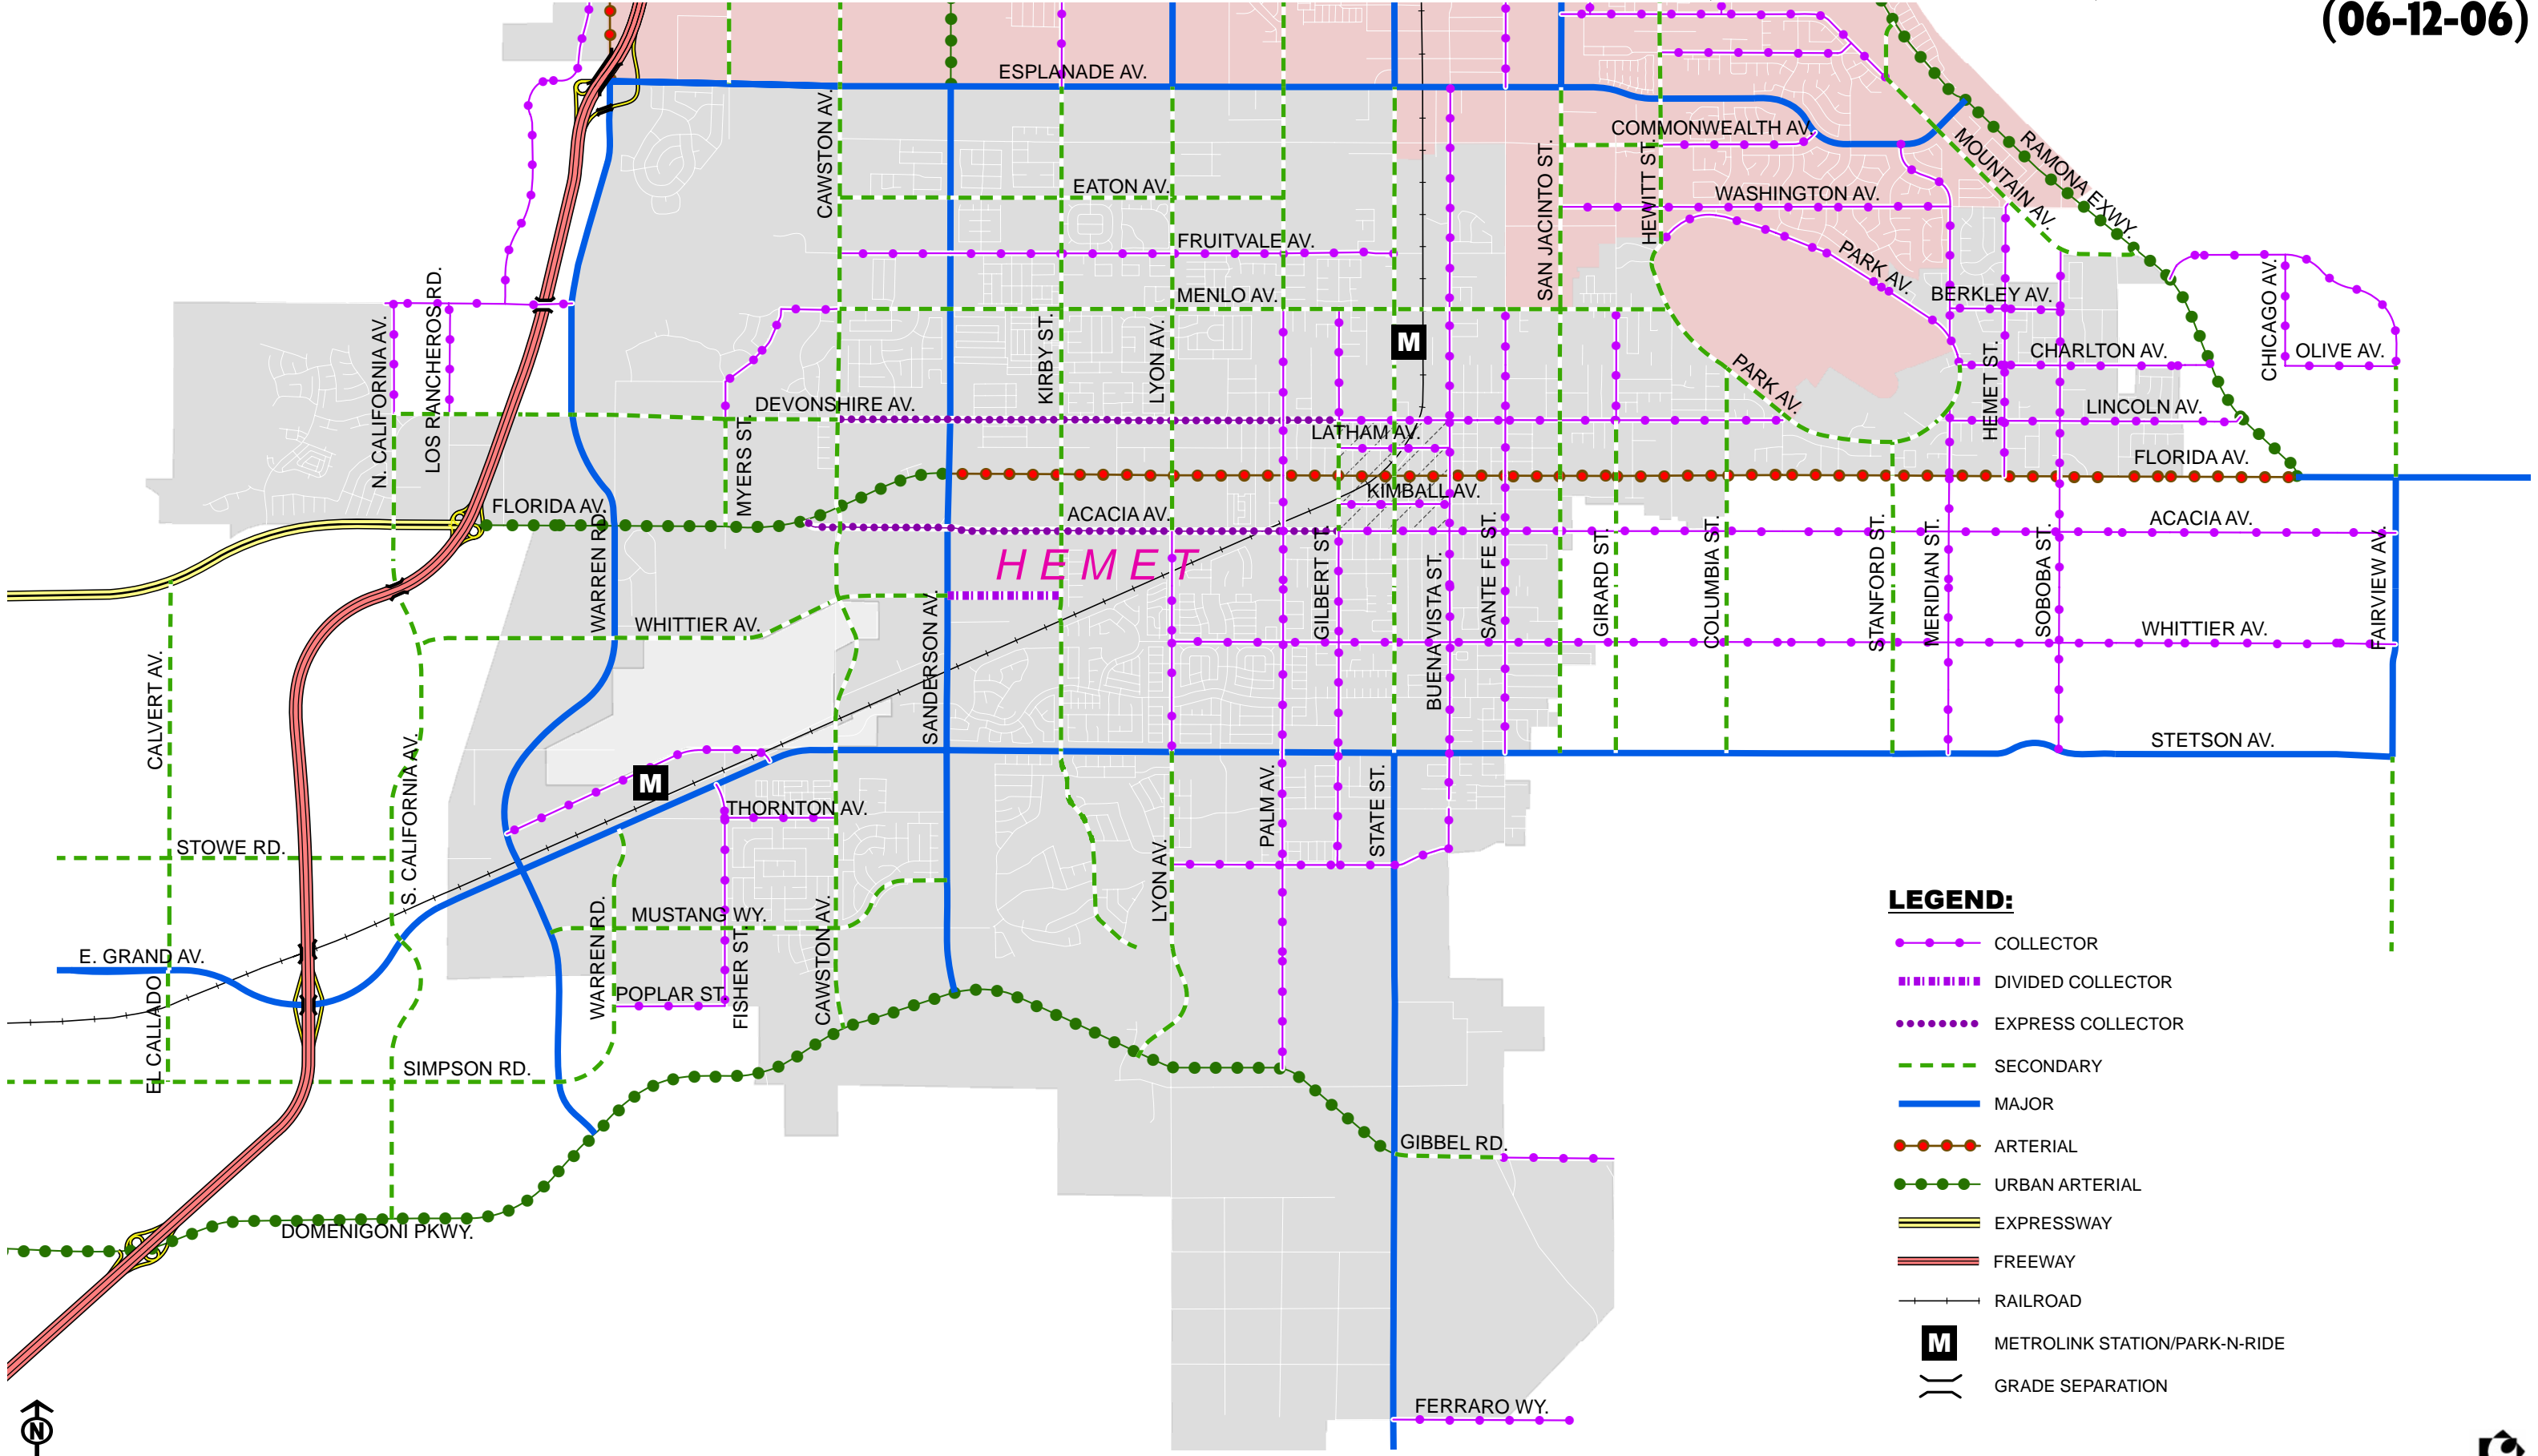 (06-12-06)
ESPLANADE AV.
CAWSTON AV.
COMMONWEALTH AV.
SAN JACINTO ST.
HEWITT ST.
MOUNTAIN AV.
RAMONA EXWY.
EATON AV.
WASHINGTON AV.
FRUITVALE AV.
PARK AV.
MENLO AV.
BERKLEY AV.
CHICAGO AV.
N. CALIFORNIA AV.
LOS RANCHEROS RD.
KIRBY ST.
LYON AV.
M
PARK AV.
HEMET ST.
CHARLTON AV.
OLIVE AV.
DEVONSHIRE AV.
LINCOLN AV.
MYERS ST.
LATHAM AV.
FLORIDA AV.
FLORIDA AV.
KIMBALL AV.
WARREN RD.
ACACIA AV.
ACACIA AV.
HEMET
GILBERT ST.
BUENA VISTA ST.
SANTE FE ST.
GIRARD ST.
COLUMBIA ST.
STANFORD ST.
MERIDIAN ST.
SOBOBA ST.
FAIRVIEW AV.
WHITTIER AV.
WHITTIER AV.
CALVERT AV.
SANDERSON AV.
S. CALIFORNIA AV.
STETSON AV.
M
THORNTON AV.
PALM AV.
STATE ST.
STOWE RD.
LYON AV.
MUSTANG WY.
WARREN RD.
FISHER ST.
CAWSTON AV.
E. GRAND AV.
EL CALLADO
POPLAR ST.
SIMPSON RD.
GIBBEL RD.
DOMENIGONI PKWY.
FERRARO WY.
N
LEGEND:
COLLECTOR
DIVIDED COLLECTOR
EXPRESS COLLECTOR
SECONDARY
MAJOR
ARTERIAL
URBAN ARTERIAL
EXPRESSWAY
FREEWAY
RAILROAD
M METROLINK STATION/PARK-N-RIDE
GRADE SEPARATION